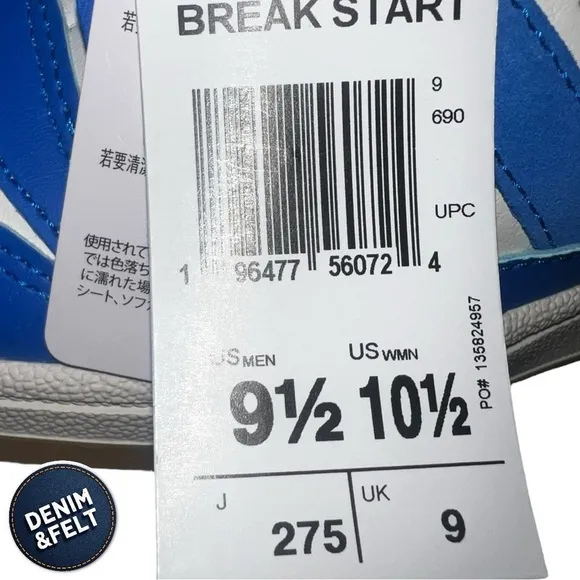 BREAK START
若
若要清潔
使用されて
では色落ち
に濡れた場
シート、ソフ
9
690
UPC
1 96477 56072 4
PO# 135824957
US MEN
9½
US WMN
10½
J
275
UK
9
DENIM
&FELT